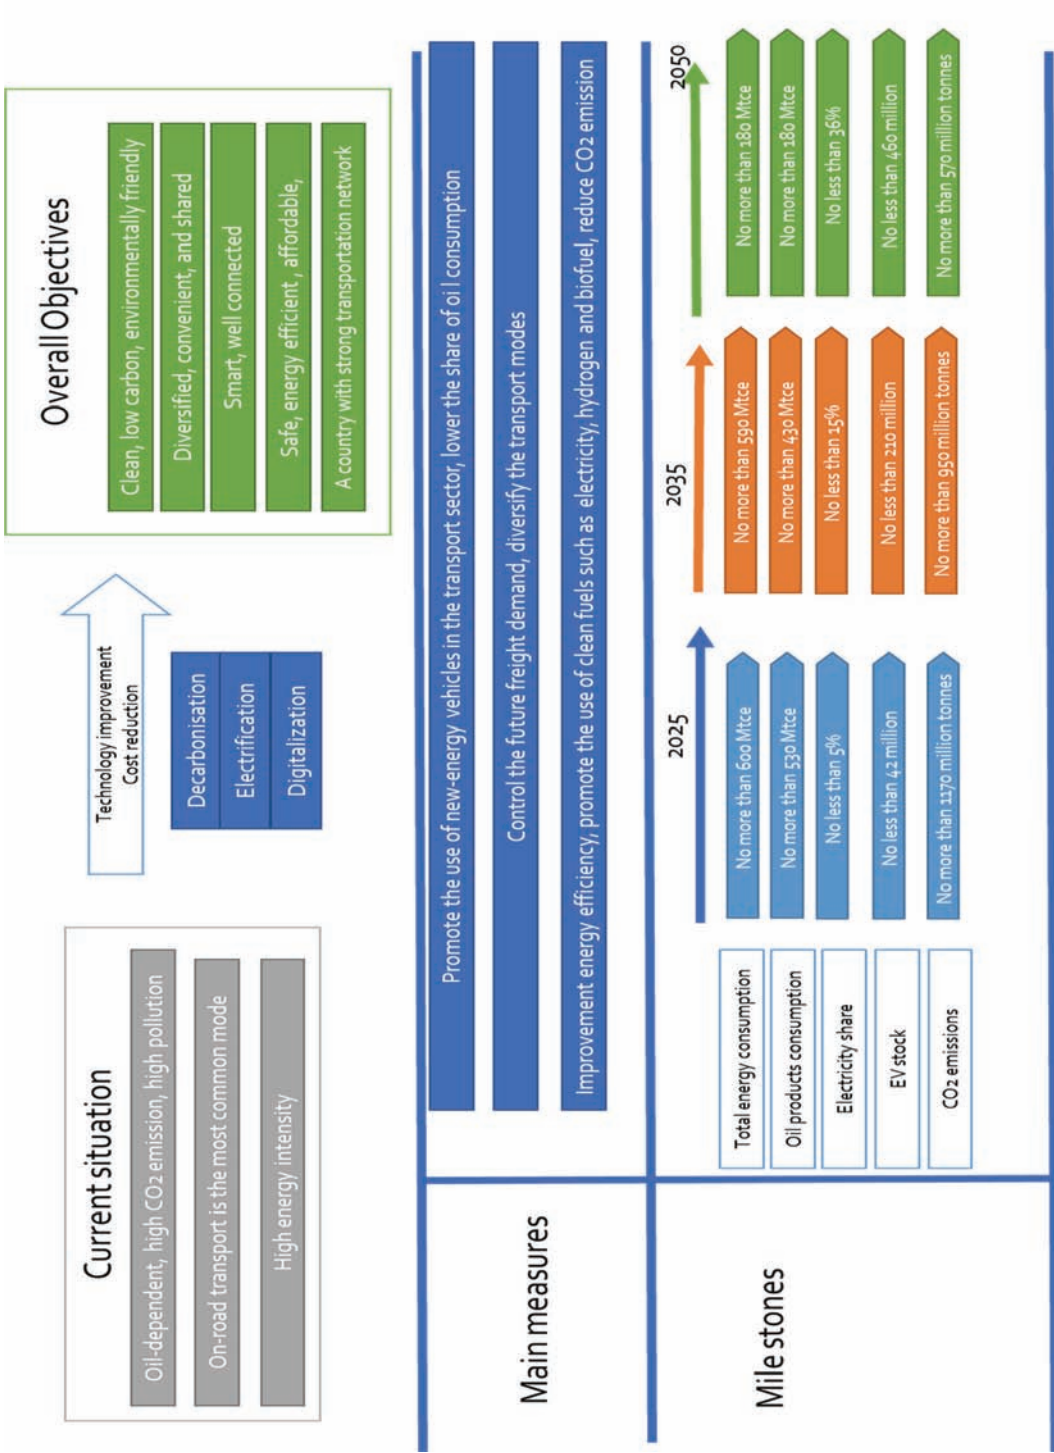 Current situation
Oil-dependent, high CO2 emission, high pollution
On-road transport is the most common mode
High energy intensity
Technology improvement
Cost reduction
Decarbonisation
Electrification
Digitalization
Overall Objectives
Clean, low carbon, environmentally friendly
Diversified, convenient, and shared
Smart, well connected
Safe, energy efficient , affordable,
A country with strong transportation network
Main measures
Promote the use of new-energy vehicles in the transport sector, lower the share of oil consumption
Control the future freight demand, diversify the transport modes
Improvement energy efficiency, promote the use of clean fuels such as electricity, hydrogen and biofuel, reduce CO2 emission
Mile stones
2025
2035
2050
Total energy consumption
No more than 600 Mtce
No more than 590 Mtce
No more than 180 Mtce
Oil products consumption
No more than 530 Mtce
No more than 430 Mtce
No more than 180 Mtce
Electricity share
No less than 5%
No less than 15%
No less than 36%
EV stock
No less than 42 million
No less than 210 million
No less than 460 million
CO2 emissions
No more than 1170 million tonnes
No more than 950 million tonnes
No more than 570 million tonnes